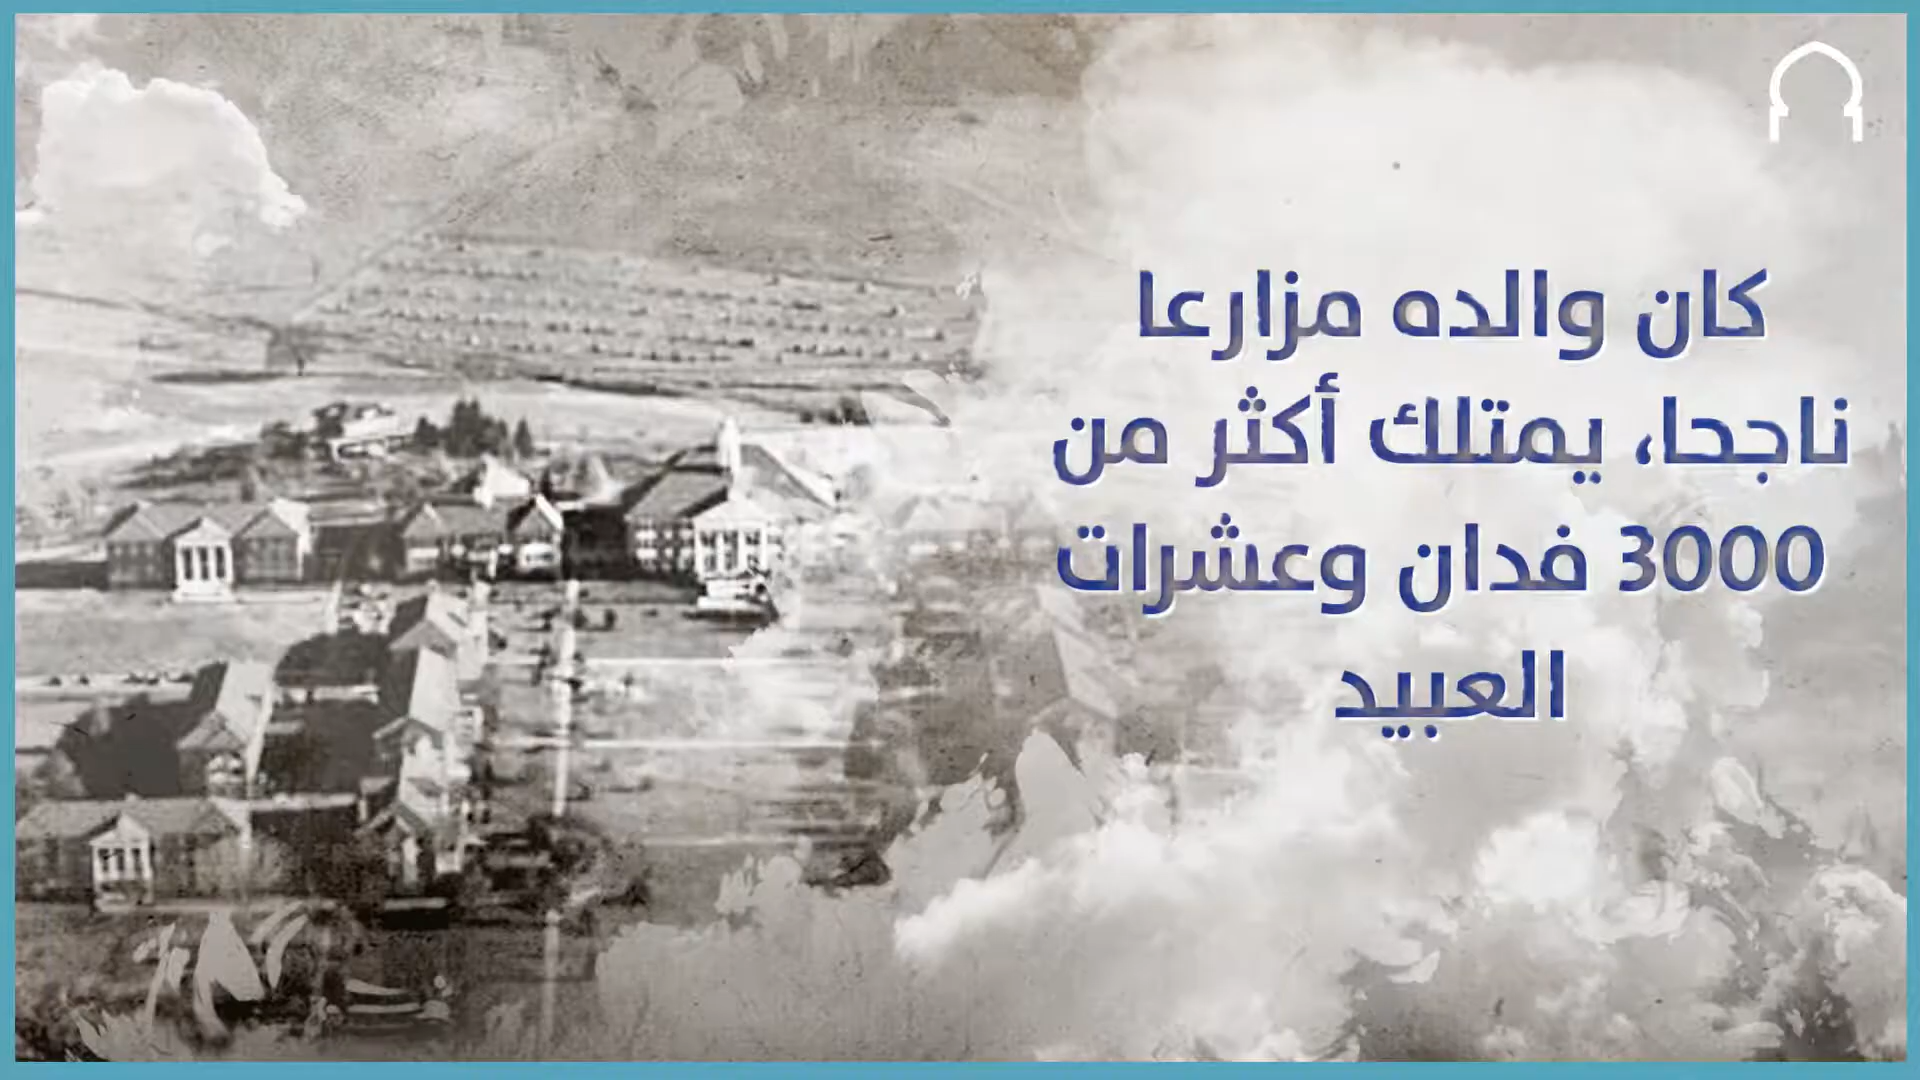 كان والده مزارعا
ناجحا، يمتلك أكثر من
3000 فدان وعشرات
العبيد